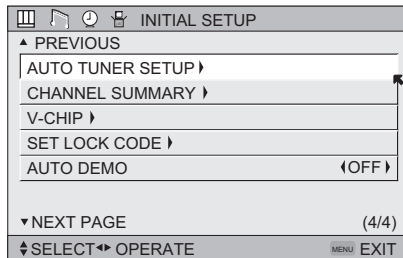 INITIAL SETUP
▲ PREVIOUS
AUTO TUNER SETUP
CHANNEL SUMMARY
V-CHIP
SET LOCK CODE
AUTO DEMO (OFF)
▼NEXT PAGE (4/4)
SELECT OPERATE MENU EXIT